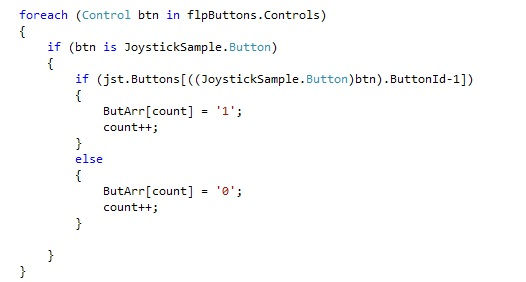 foreach (Control btn in flpButtons.Controls)
{
    if (btn is JoystickSample.Button)
    {
        if (jst.Buttons[((JoystickSample.Button)btn).ButtonId-1])
        {
            ButArr[count] = '1';
            count++;
        }
        else
        {
            ButArr[count] = '0';
            count++;
        }

    }
}